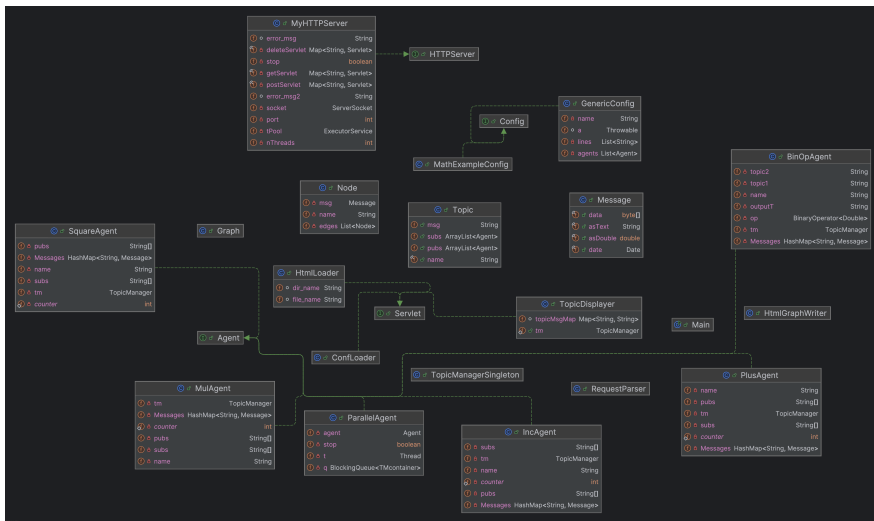 MyHTTPServer
error_msg String
deleteServlet Map<String, Servlet>
stop boolean
getServlet Map<String, Servlet>
postServlet Map<String, Servlet>
error_msg2 String
socket ServerSocket
port int
tPool ExecutorService
nThreads int
HTTPServer
GenericConfig
name String
a Throwable
lines List<String>
agents List<Agent>
Config
MathExampleConfig
BinOpAgent
topic2 String
topic1 String
name String
outputT String
op BinaryOperator<Double>
tm TopicManager
Messages HashMap<String, Message>
Node
msg Message
name String
edges List<Node>
Topic
msg String
subs ArrayList<Agent>
pubs ArrayList<Agent>
name String
Message
data byte[]
asText String
asDouble double
date Date
SquareAgent
pubs String[]
Messages HashMap<String, Message>
name String
subs String[]
tm TopicManager
counter int
Graph
HtmlLoader
dir_name String
file_name String
Servlet
TopicDisplayer
topicMsgMap Map<String, String>
tm TopicManager
Main
HtmlGraphWriter
Agent
ConfLoader
TopicManagerSingleton
RequestParser
MulAgent
tm TopicManager
Messages HashMap<String, Message>
counter int
pubs String[]
subs String[]
name String
ParallelAgent
agent Agent
stop boolean
t Thread
q BlockingQueue<TMcontainer>
IncAgent
subs String[]
tm TopicManager
name String
counter int
pubs String[]
Messages HashMap<String, Message>
PlusAgent
name String
pubs String[]
tm TopicManager
subs String[]
counter int
Messages HashMap<String, Message>